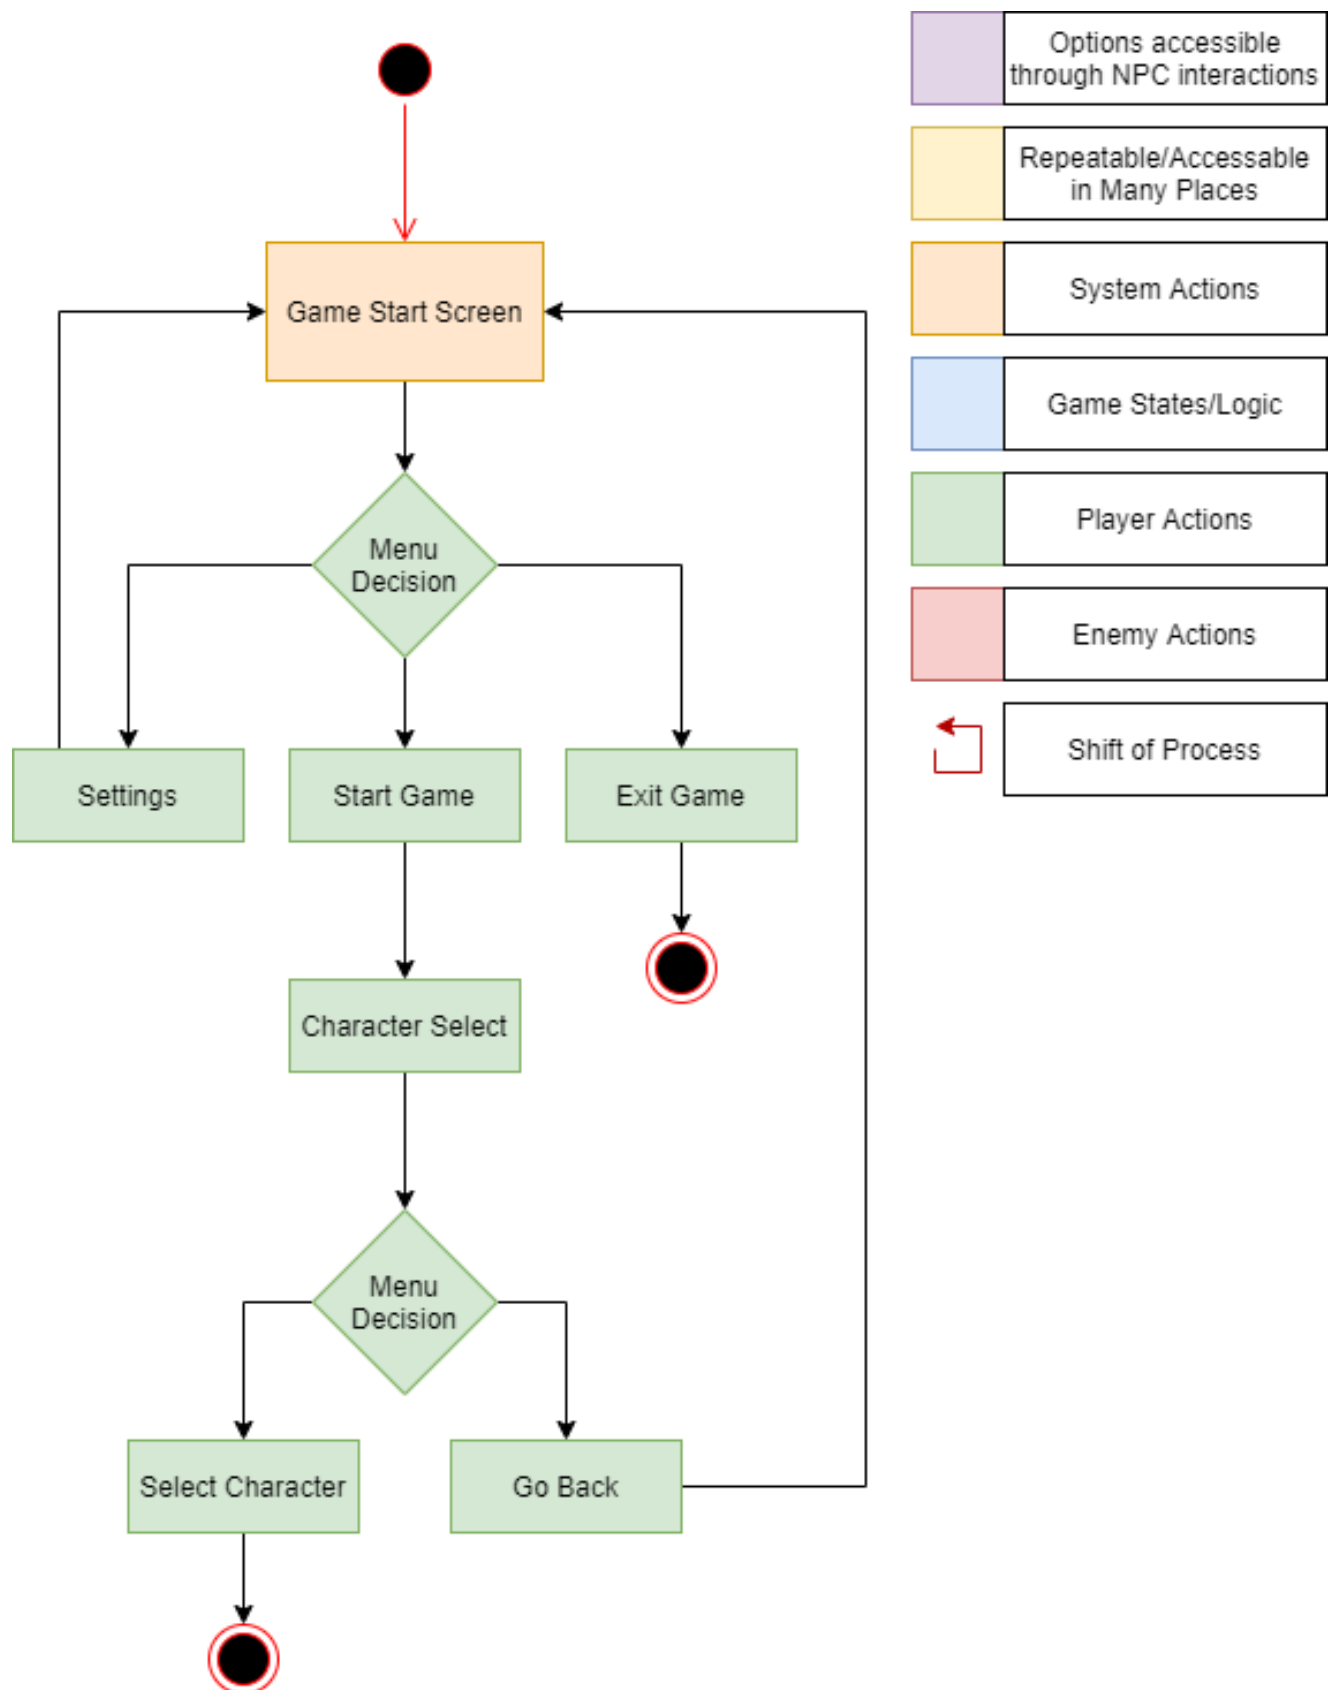 Game Start Screen
Menu
Decision
Settings
Start Game
Exit Game
Character Select
Menu
Decision
Select Character
Go Back
Options accessible
through NPC interactions
Repeatable/Accessable
in Many Places
System Actions
Game States/Logic
Player Actions
Enemy Actions
Shift of Process